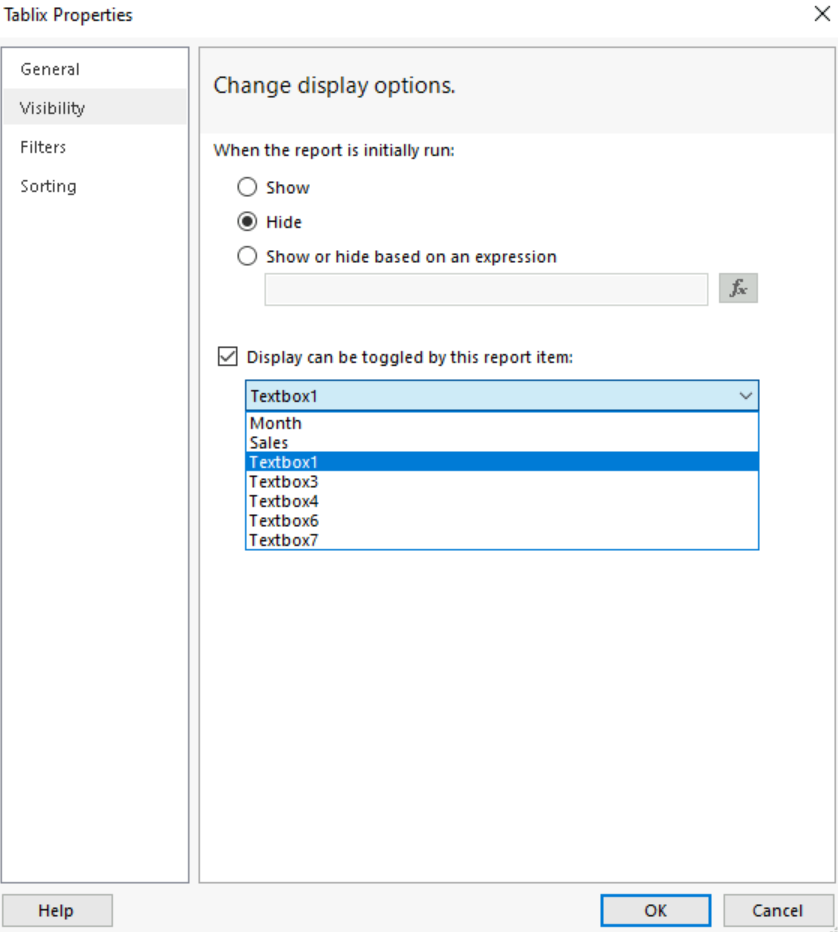 Tablix Properties
General
Visibility
Filters
Sorting
Change display options.
When the report is initially run:
Show
Hide
Show or hide based on an expression
fx
Display can be toggled by this report item:
Textbox1
Month
Sales
Textbox1
Textbox3
Textbox4
Textbox6
Textbox7
Help
OK
Cancel